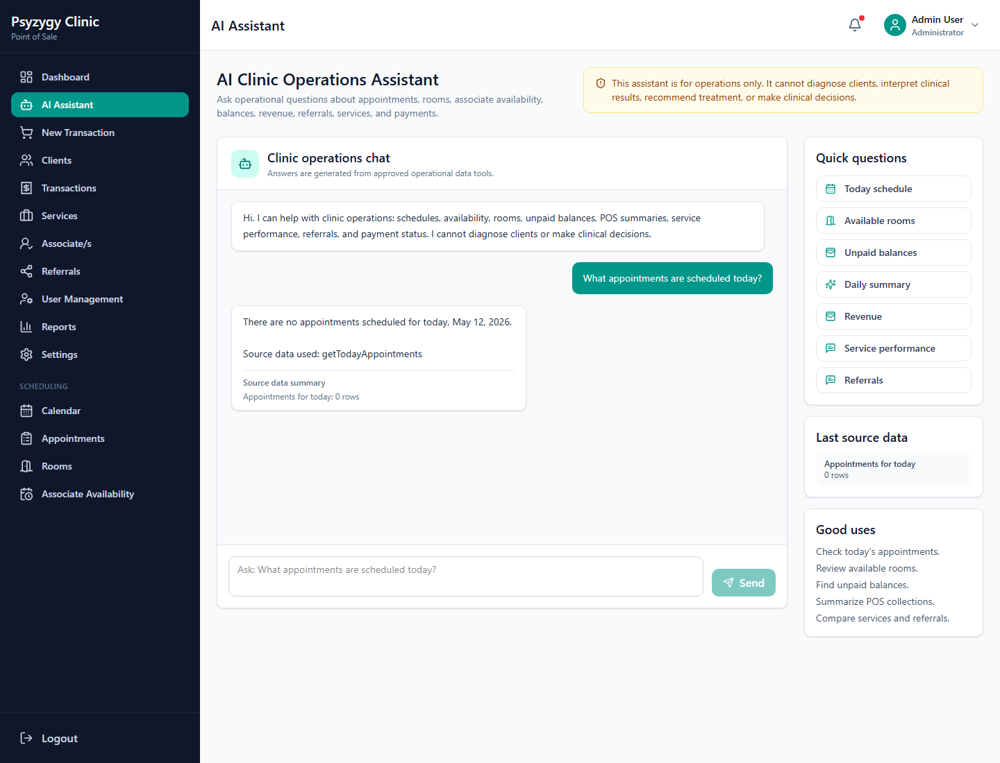 Psyzygy Clinic
Point of Sale
Dashboard
AI Assistant
New Transaction
Clients
Transactions
Services
Associate/s
Referrals
User Management
Reports
Settings
SCHEDULING
Calendar
Appointments
Rooms
Associate Availability
Logout
AI Assistant
Admin User
Administrator
AI Clinic Operations Assistant
Ask operational questions about appointments, rooms, associate availability,
balances, revenue, referrals, services, and payments.
This assistant is for operations only. It cannot diagnose clients, interpret clinical
results, recommend treatment, or make clinical decisions.
Clinic operations chat
Answers are generated from approved operational data tools.
Hi. I can help with clinic operations: schedules, availability, rooms, unpaid balances, POS summaries, service
performance, referrals, and payment status. I cannot diagnose clients or make clinical decisions.
What appointments are scheduled today?
There are no appointments scheduled for today, May 12, 2026.
Source data used: getTodayAppointments
Source data summary
Appointments for today: 0 rows
Ask: What appointments are scheduled today?
Send
Quick questions
Today schedule
Available rooms
Unpaid balances
Daily summary
Revenue
Service performance
Referrals
Last source data
Appointments for today
0 rows
Good uses
Check today's appointments.
Review available rooms.
Find unpaid balances.
Summarize POS collections.
Compare services and referrals.